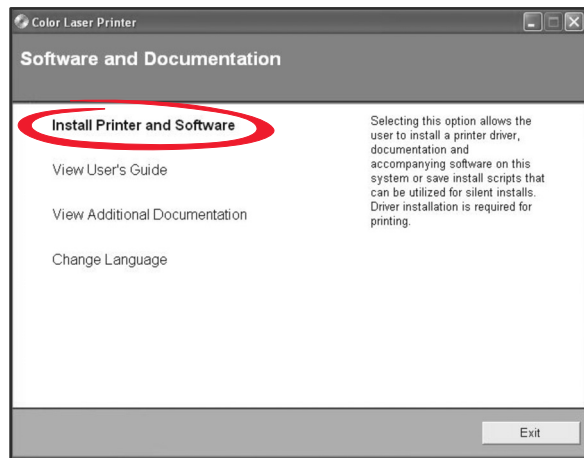 Color Laser Printer
Software and Documentation
Install Printer and Software
View User's Guide
View Additional Documentation
Change Language
Selecting this option allows the
user to install a printer driver,
documentation and
accompanying software on this
system or save install scripts that
can be utilized for silent installs.
Driver installation is required for
printing.
Exit